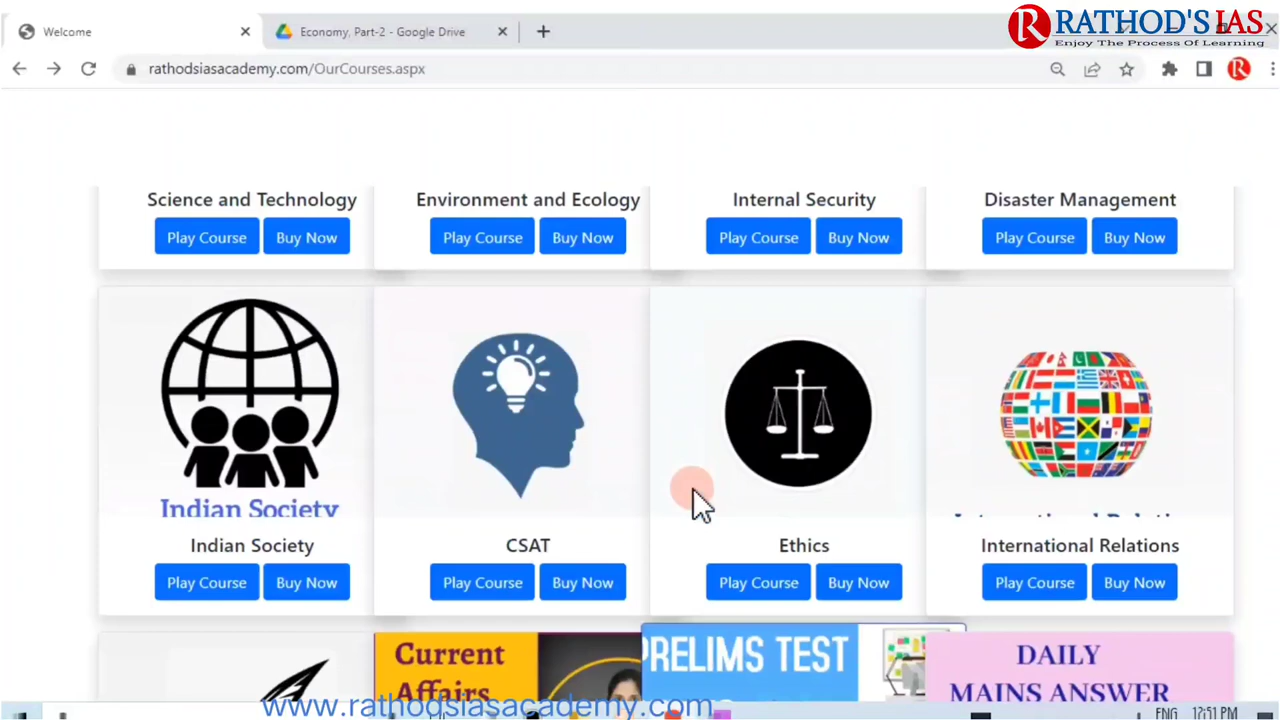 Welcome
Economy, Part-2 - Google Drive
RATHOD'S IAS
Enjoy The Process Of Learning
rathodsiasacademy.com/OurCourses.aspx
R
Science and Technology
Environment and Ecology
Internal Security
Disaster Management
Play Course Buy Now
Play Course Buy Now
Play Course Buy Now
Play Course Buy Now
Indian Society
Indian Society
CSAT
Ethics
International Relations
Play Course Buy Now
Play Course Buy Now
Play Course Buy Now
Play Course Buy Now
Current
Affairs
PRELIMS TEST
DAILY
MAINS ANSWER
www.rathodsiasacademy.com
ENG 12:51 PM